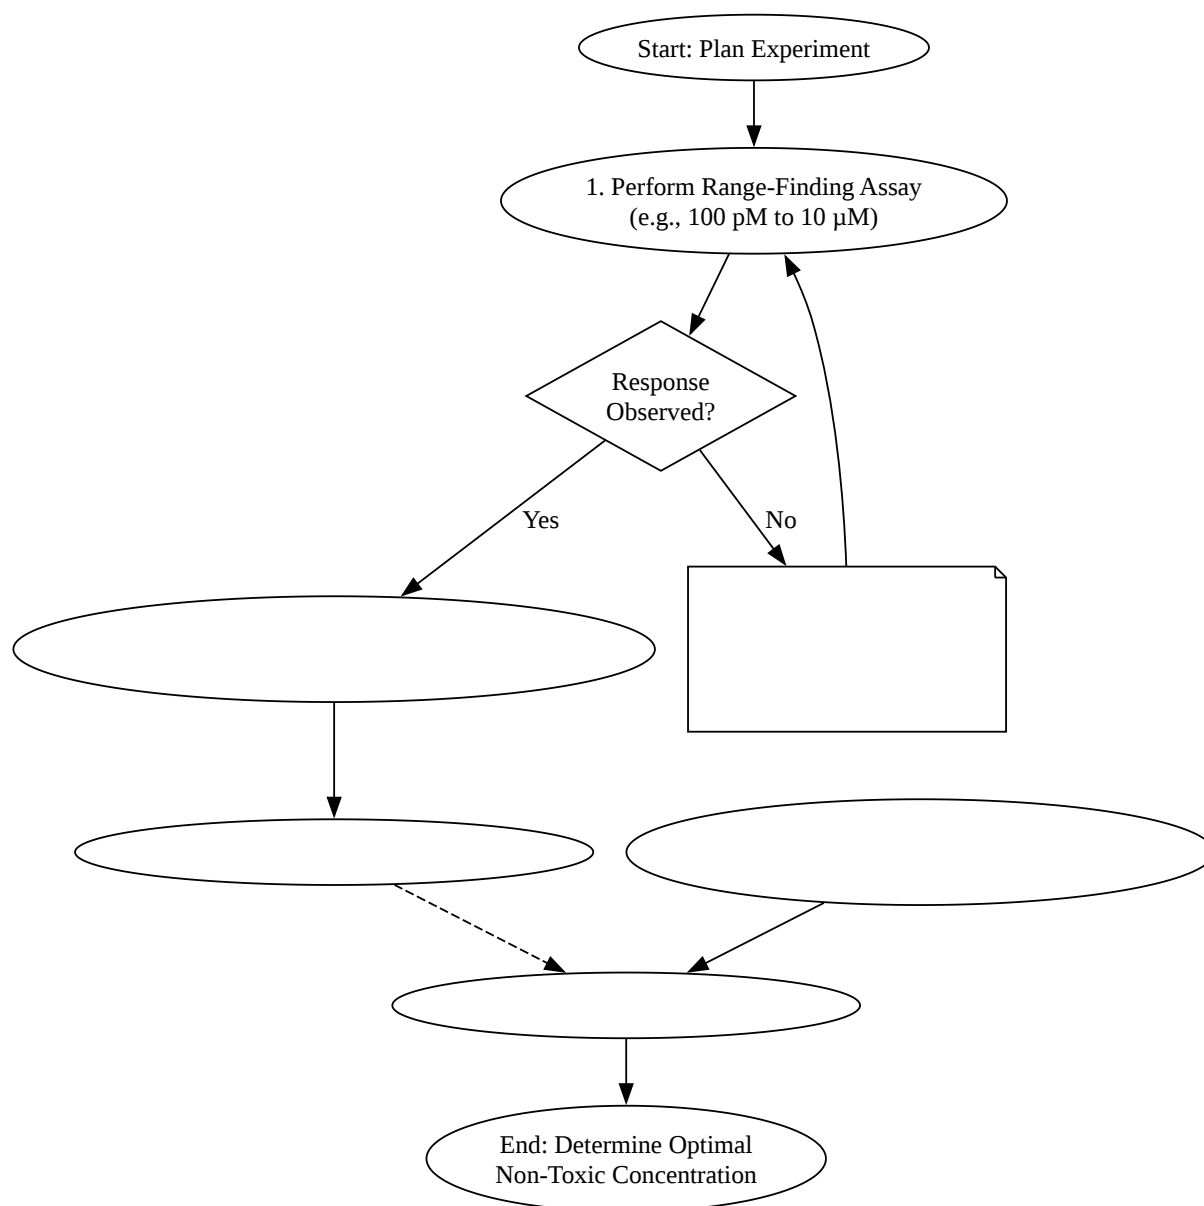 Start: Plan Experiment
1. Perform Range-Finding Assay
(e.g., 100 pM to 10 µM)
Response
Observed?
Yes
No
End: Determine Optimal
Non-Toxic Concentration